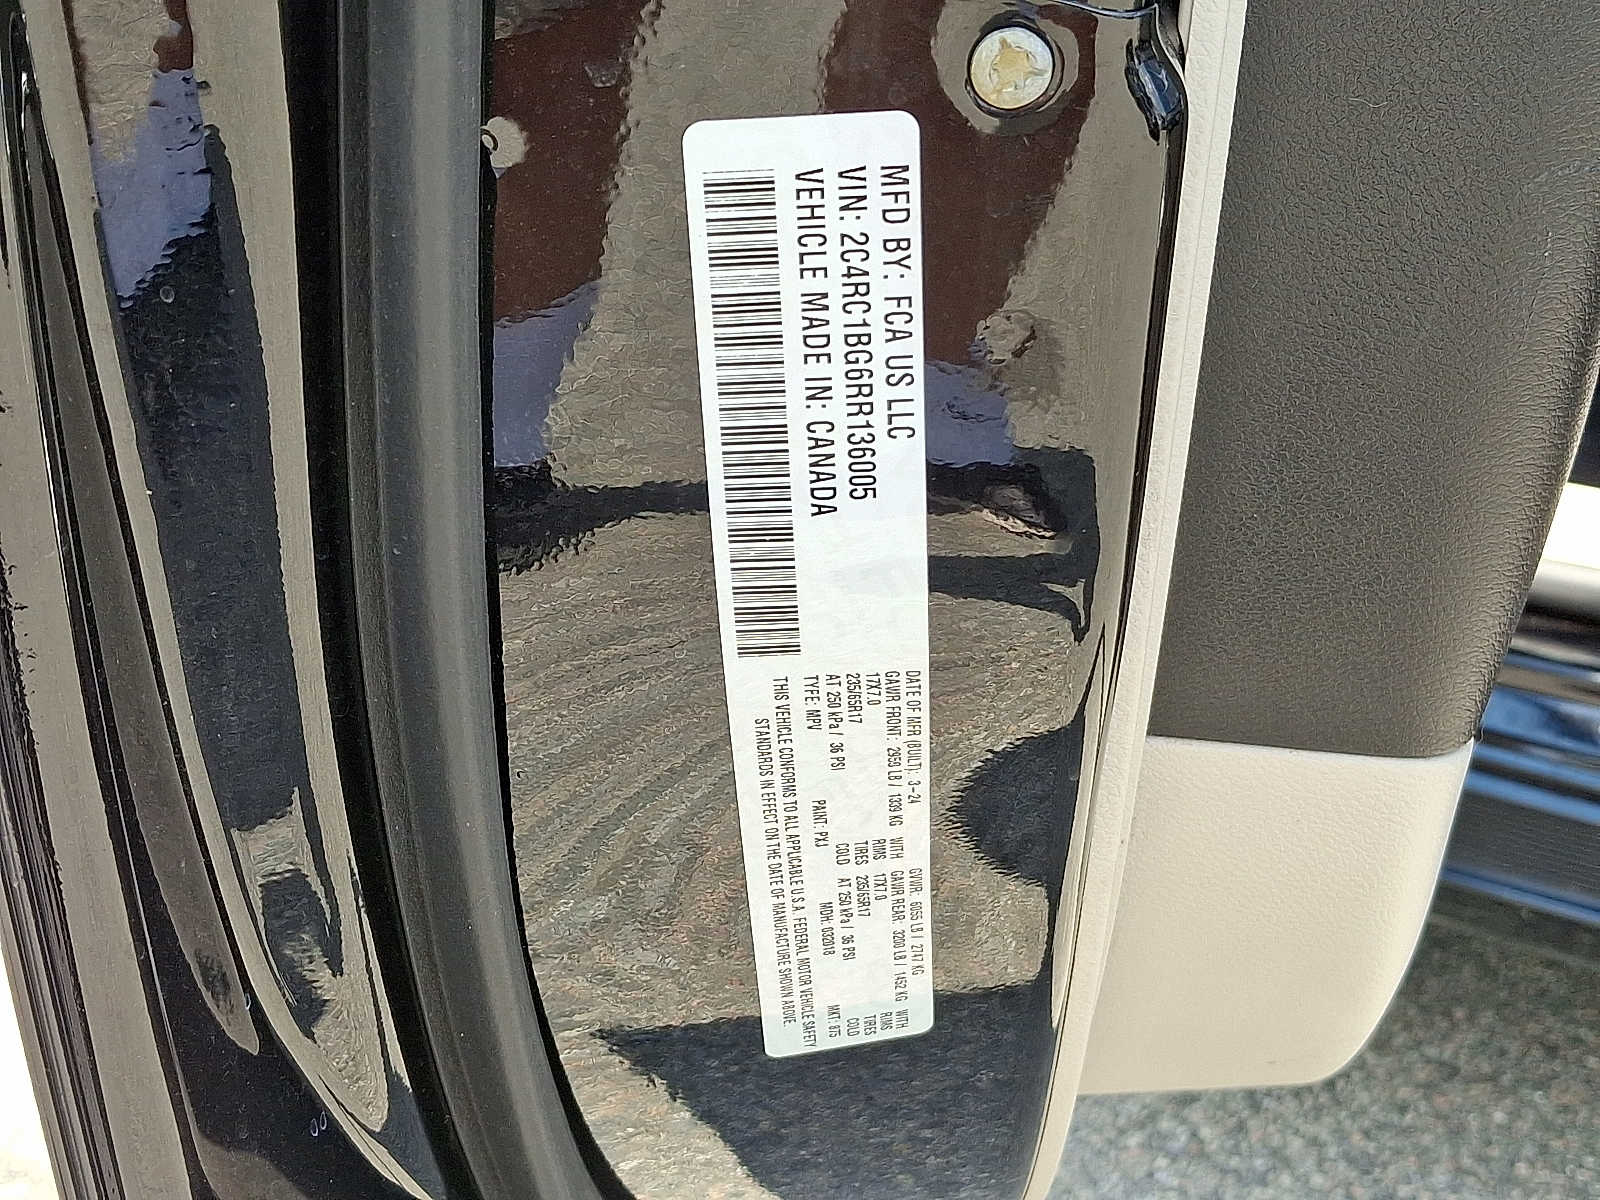 MFD BY: FCA US LLC
VIN: 2C4RC1BG6RR136005
VEHICLE MADE IN: CANADA
DATE OF MFR (BUILT): 3-24 GVWR: 6055 LB / 2747 KG
GAWR FRONT: 2950 LB / 1339 KG WITH GAWR REAR: 3200 LB / 1452 KG WITH
17X7.0 RIMS 17X7.0 RIMS
235/65R17 TIRES 235/65R17 TIRES
AT 250 kPa / 36 PSI COLD AT 250 kPa / 36 PSI COLD
TYPE: MPV PAINT: PXJ MDH: 032018 MKT: 875
THIS VEHICLE CONFORMS TO ALL APPLICABLE U.S.A. FEDERAL MOTOR VEHICLE SAFETY
STANDARDS IN EFFECT ON THE DATE OF MANUFACTURE SHOWN ABOVE.